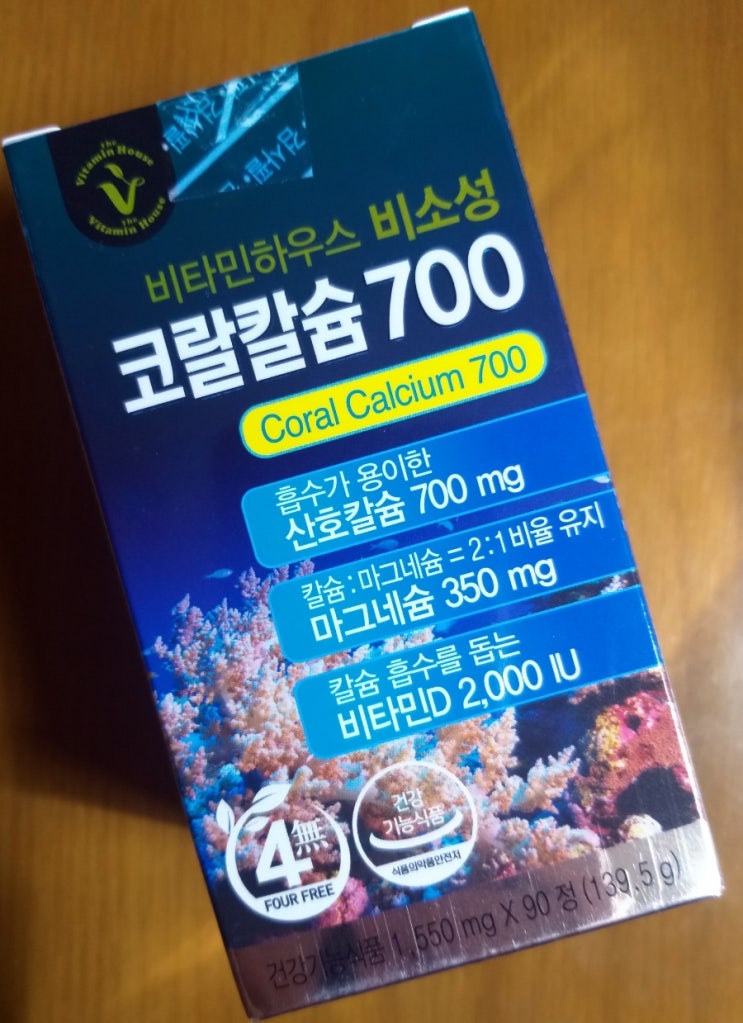 The
Vitamin House
The
Vitamin House
검사필
비타민하우스 비소성
코랄칼슘 700
Coral Calcium 700
흡수가 용이한
산호칼슘 700 mg
칼슘:마그네슘 = 2:1 비율 유지
마그네슘 350 mg
칼슘 흡수를 돕는
비타민D 2,000 IU
4無
FOUR FREE
건강
기능식품
식품의약품안전처
건강기능식품 1,550 mg X 90 정 (139.5 g)